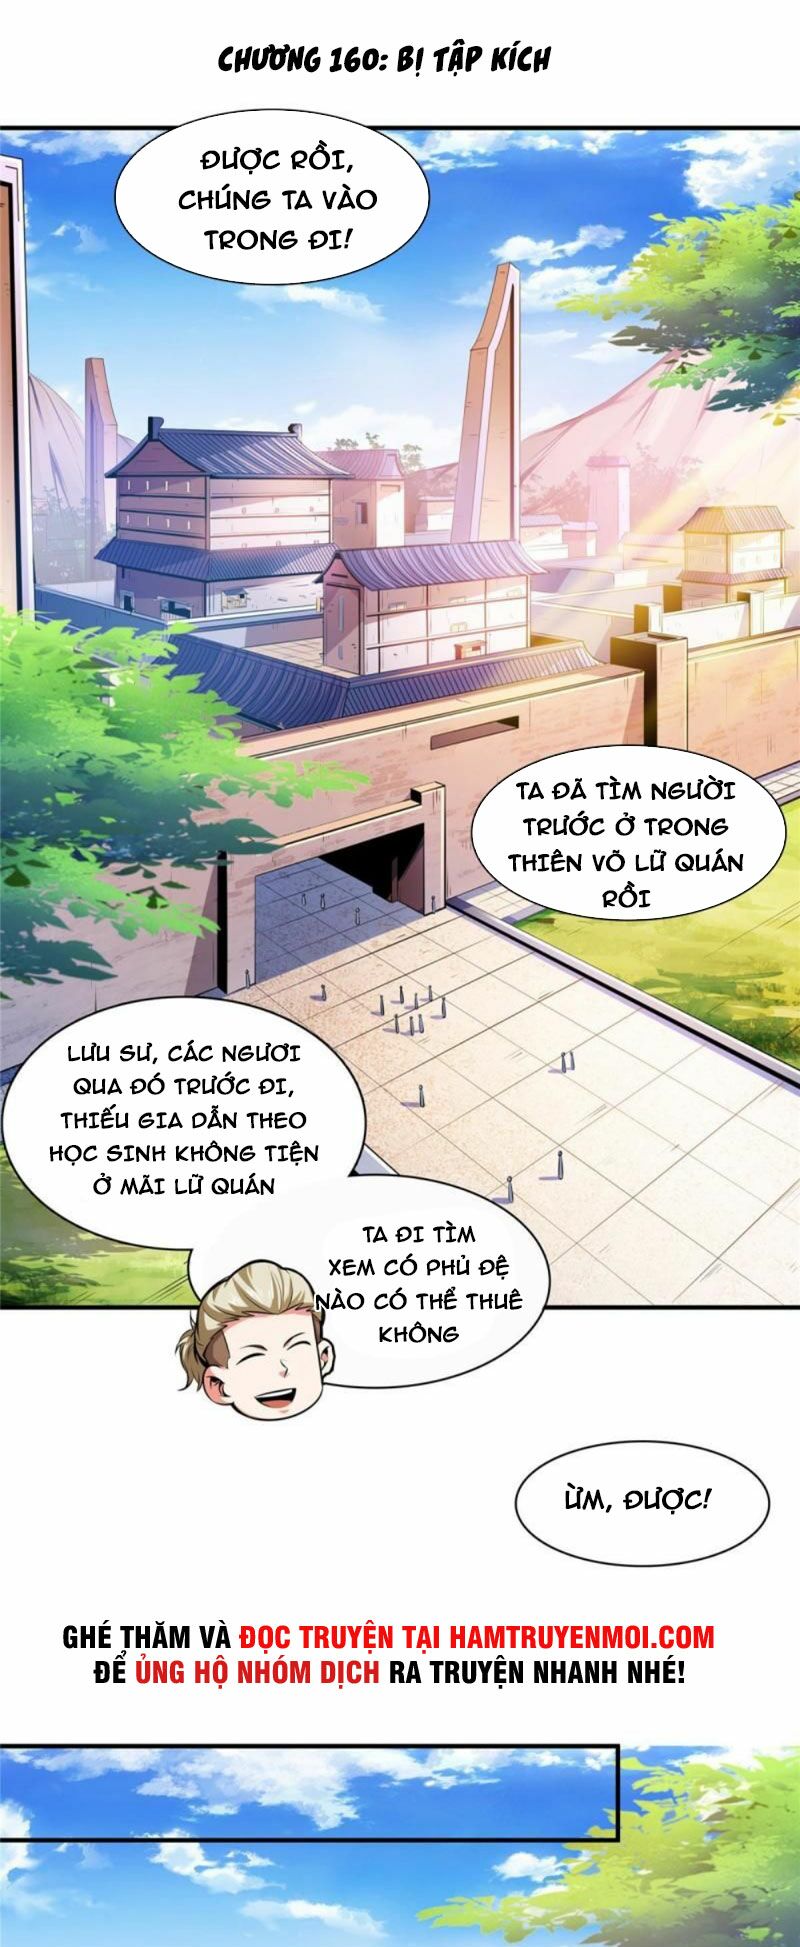 CHƯƠNG 160: BỊ TẬP KÍCH
ĐƯỢC RỒI,
CHÚNG TA VÀO
TRONG ĐI!
TA ĐÃ TÌM NGƯỜI
TRƯỚC Ở TRONG
THIÊN VÕ LỮ QUÁN
RỒI
LƯU SƯ, CÁC NGƯƠI
QUA ĐÓ TRƯỚC ĐI,
THIẾU GIA DẪN THEO
HỌC SINH KHÔNG TIỆN
Ở MÃI LỮ QUÁN
TA ĐI TÌM
XEM CÓ PHỦ ĐỆ
NÀO CÓ THỂ THUÊ
KHÔNG
ỪM, ĐƯỢC!
GHÉ THĂM VÀ ĐỌC TRUYỆN TẠI HAMTRUYENMOI.COM
ĐỂ ỦNG HỘ NHÓM DỊCH RA TRUYỆN NHANH NHÉ!